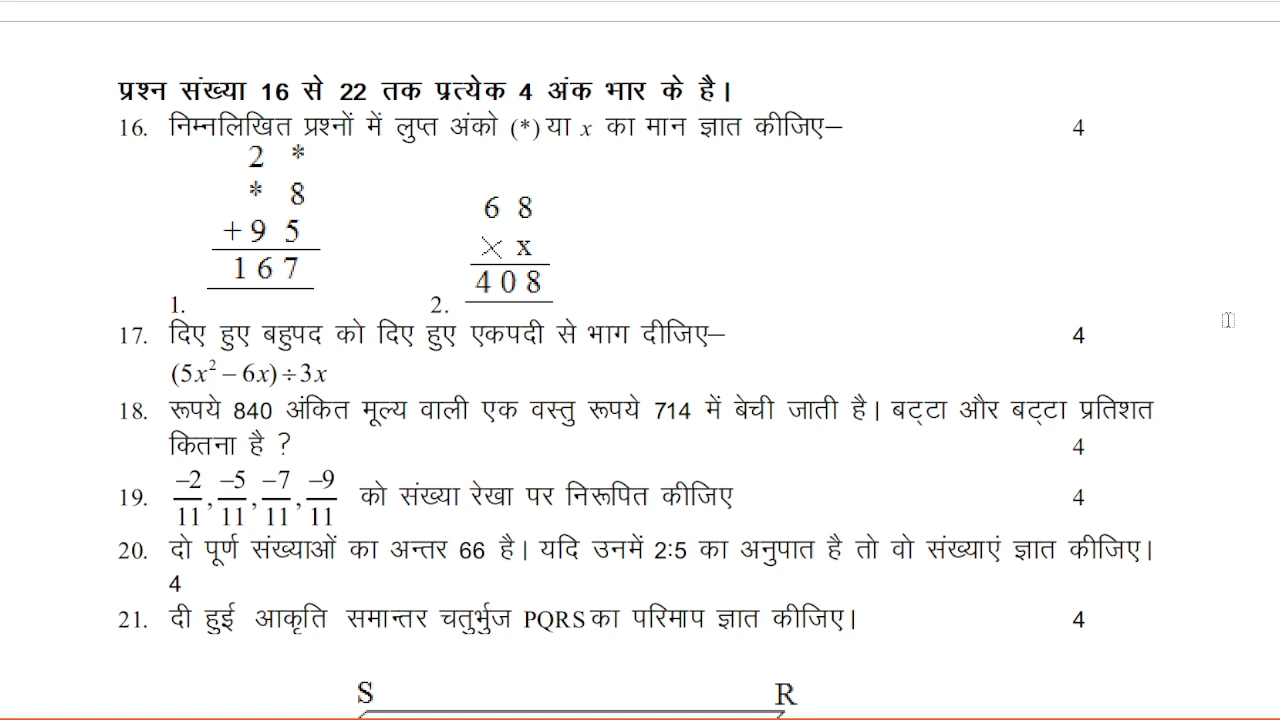 प्रश्न संख्या 16 से 22 तक प्रत्येक 4 अंक भार के है।
16. निम्नलिखित प्रश्नों में लुप्त अंको (*) या x का मान ज्ञात कीजिए– 4
2 *
* 8
+ 9 5
1 6 7
1.
6 8
× x
4 0 8
2.
17. दिए हुए बहुपद को दिए हुए एकपदी से भाग दीजिए– 4
(5x² – 6x) ÷ 3x
18. रूपये 840 अंकित मूल्य वाली एक वस्तु रूपये 714 में बेची जाती है। बट्टा और बट्टा प्रतिशत
कितना है ? 4
19. –2/11, –5/11, –7/11, –9/11 को संख्या रेखा पर निरूपित कीजिए 4
20. दो पूर्ण संख्याओं का अन्तर 66 है। यदि उनमें 2:5 का अनुपात है तो वो संख्याएं ज्ञात कीजिए।
4
21. दी हुई आकृति समान्तर चतुर्भुज PQRS का परिमाप ज्ञात कीजिए। 4
S R